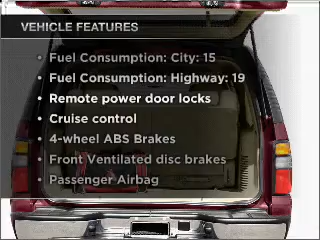 VEHICLE FEATURES
• Fuel Consumption: City: 15
• Fuel Consumption: Highway: 19
• Remote power door locks
• Cruise control
• 4-wheel ABS Brakes
• Front Ventilated disc brakes
• Passenger Airbag